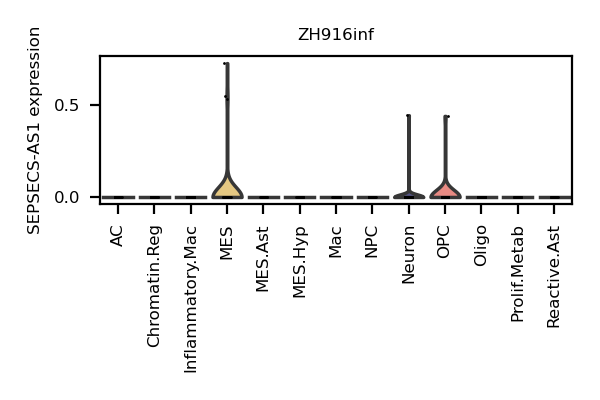 ZH916inf
SEPSECS-AS1 expression
0.5
0.0
AC
Chromatin.Reg
Inflammatory.Mac
MES
MES.Ast
MES.Hyp
Mac
NPC
Neuron
OPC
Oligo
Prolif.Metab
Reactive.Ast